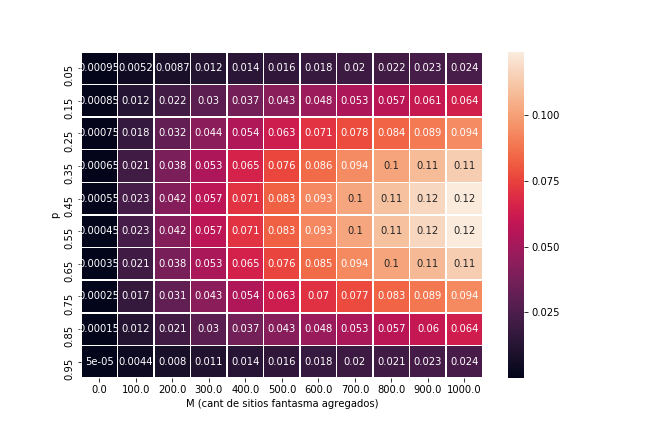 0.05 0.00095 0.0052 0.0087 0.012 0.014 0.016 0.018 0.02 0.022 0.023 0.024
0.15 0.00085 0.012 0.022 0.03 0.037 0.043 0.048 0.053 0.057 0.061 0.064
0.25 0.00075 0.018 0.032 0.044 0.054 0.063 0.071 0.078 0.084 0.089 0.094
0.35 0.00065 0.021 0.038 0.053 0.065 0.076 0.086 0.094 0.1 0.11 0.11
0.45 0.00055 0.023 0.042 0.057 0.071 0.083 0.093 0.1 0.11 0.12 0.12
0.55 0.00045 0.023 0.042 0.057 0.071 0.083 0.093 0.1 0.11 0.12 0.12
0.65 0.00035 0.021 0.038 0.053 0.065 0.076 0.085 0.094 0.1 0.11 0.11
0.75 0.00025 0.017 0.031 0.043 0.054 0.063 0.07 0.077 0.083 0.089 0.094
0.85 0.00015 0.012 0.021 0.03 0.037 0.043 0.048 0.053 0.057 0.06 0.064
0.95 5e-05 0.0044 0.008 0.011 0.014 0.016 0.018 0.02 0.021 0.023 0.024
0.0 100.0 200.0 300.0 400.0 500.0 600.0 700.0 800.0 900.0 1000.0
M (cant de sitios fantasma agregados)
p
0.100
0.075
0.050
0.025